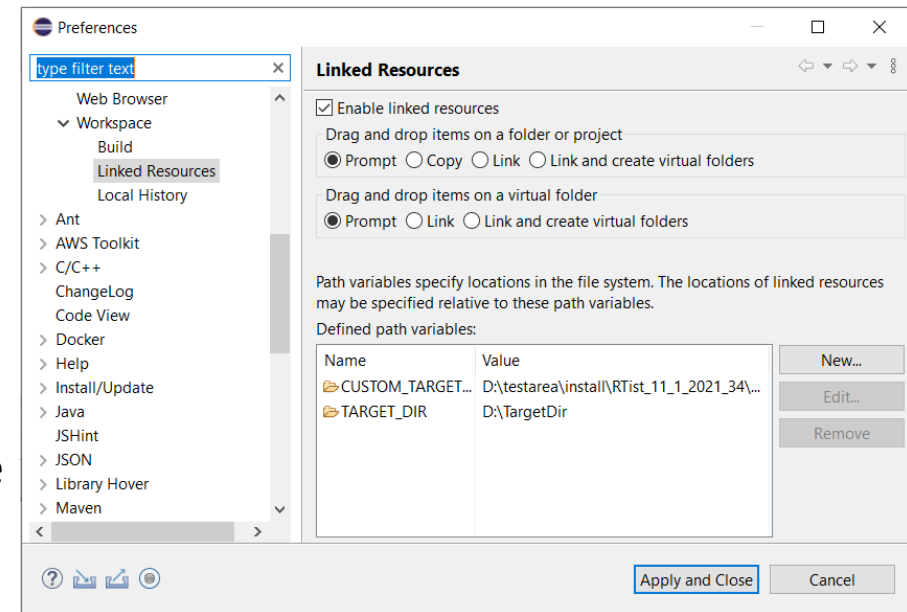 Preferences
type filter text
Web Browser
Workspace
Build
Linked Resources
Local History
Ant
AWS Toolkit
C/C++
ChangeLog
Code View
Docker
Help
Install/Update
Java
JSHint
JSON
Library Hover
Maven
Linked Resources
Enable linked resources
Drag and drop items on a folder or project
Prompt Copy Link Link and create virtual folders
Drag and drop items on a virtual folder
Prompt Link Link and create virtual folders
Path variables specify locations in the file system. The locations of linked resources
may be specified relative to these path variables.
Defined path variables:
Name Value
CUSTOM_TARGET... D:\testarea\install\RTist_11_1_2021_34\...
TARGET_DIR D:\TargetDir
New...
Edit...
Remove
e
Apply and Close Cancel